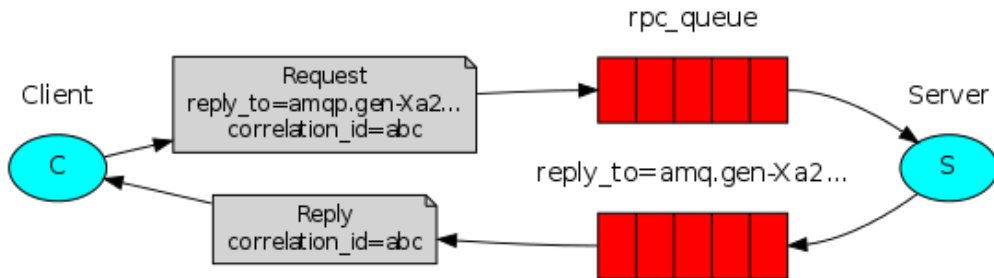 rpc_queue
Client
Request
reply_to=amqp.gen-Xa2...
correlation_id=abc
Server
C
S
reply_to=amq.gen-Xa2...
Reply
correlation_id=abc